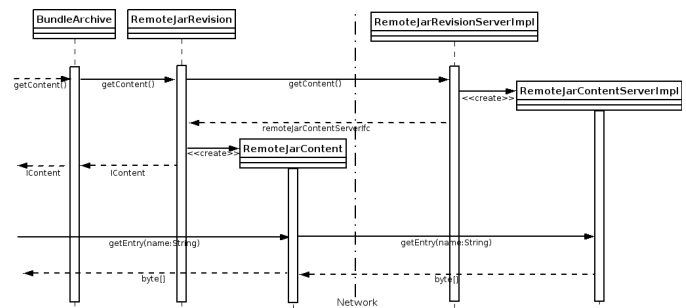 BundleArchive
RemoteJarRevision
RemoteJarRevisionServerImpl
getContent()
getContent()
getContent()
<<create>>
RemoteJarContentServerImpl
remoteJarContentServerIfc
<<create>>
RemoteJarContent
IContent
IContent
getEntry(name:String)
getEntry(name:String)
byte[]
byte[]
Network